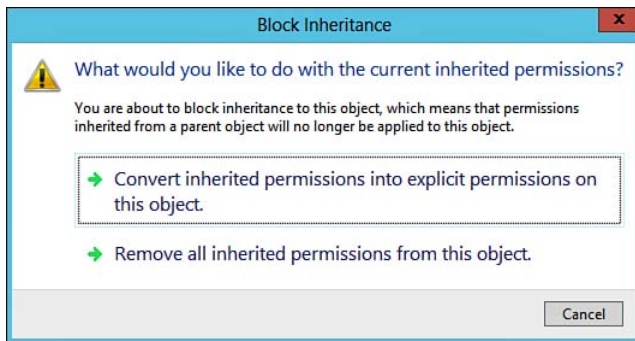 Block Inheritance
x
What would you like to do with the current inherited permissions?
You are about to block inheritance to this object, which means that permissions
inherited from a parent object will no longer be applied to this object.
Convert inherited permissions into explicit permissions on
this object.
Remove all inherited permissions from this object.
Cancel